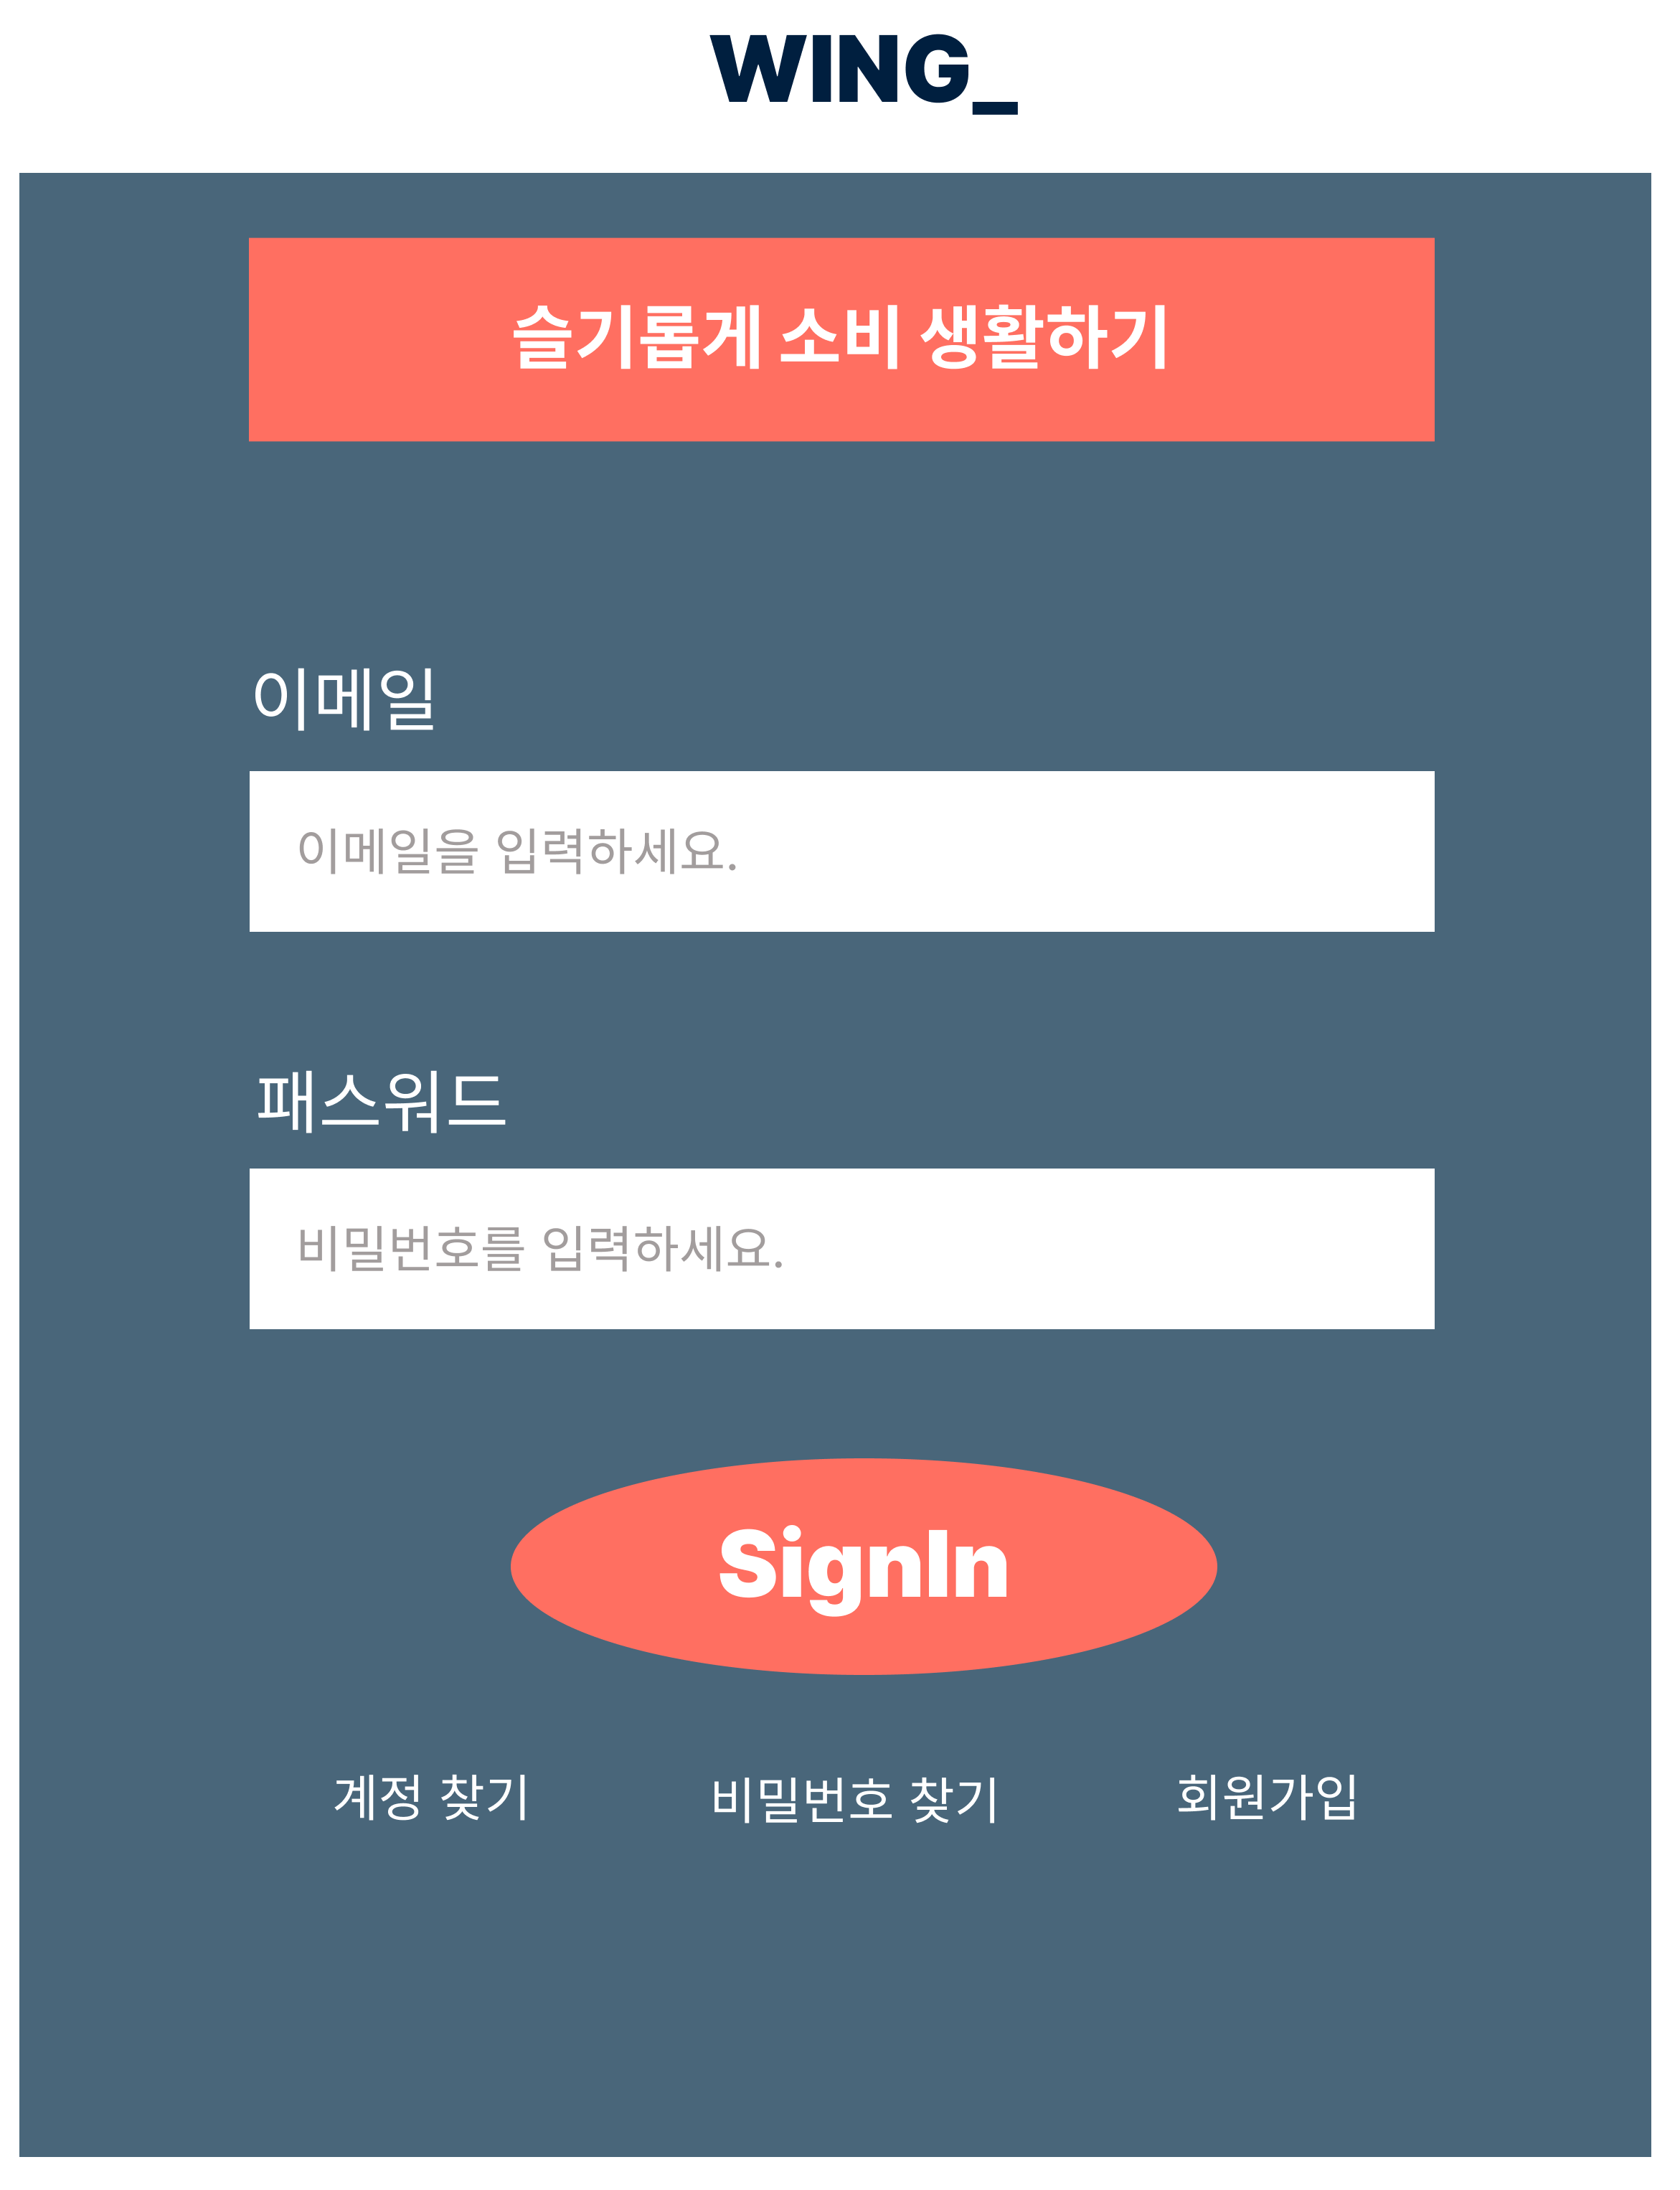 WING_
슬기롭게 소비 생활하기
이메일
이메일을 입력하세요.
패스워드
비밀번호를 입력하세요.
SignIn
계정 찾기 비밀번호 찾기 회원가입